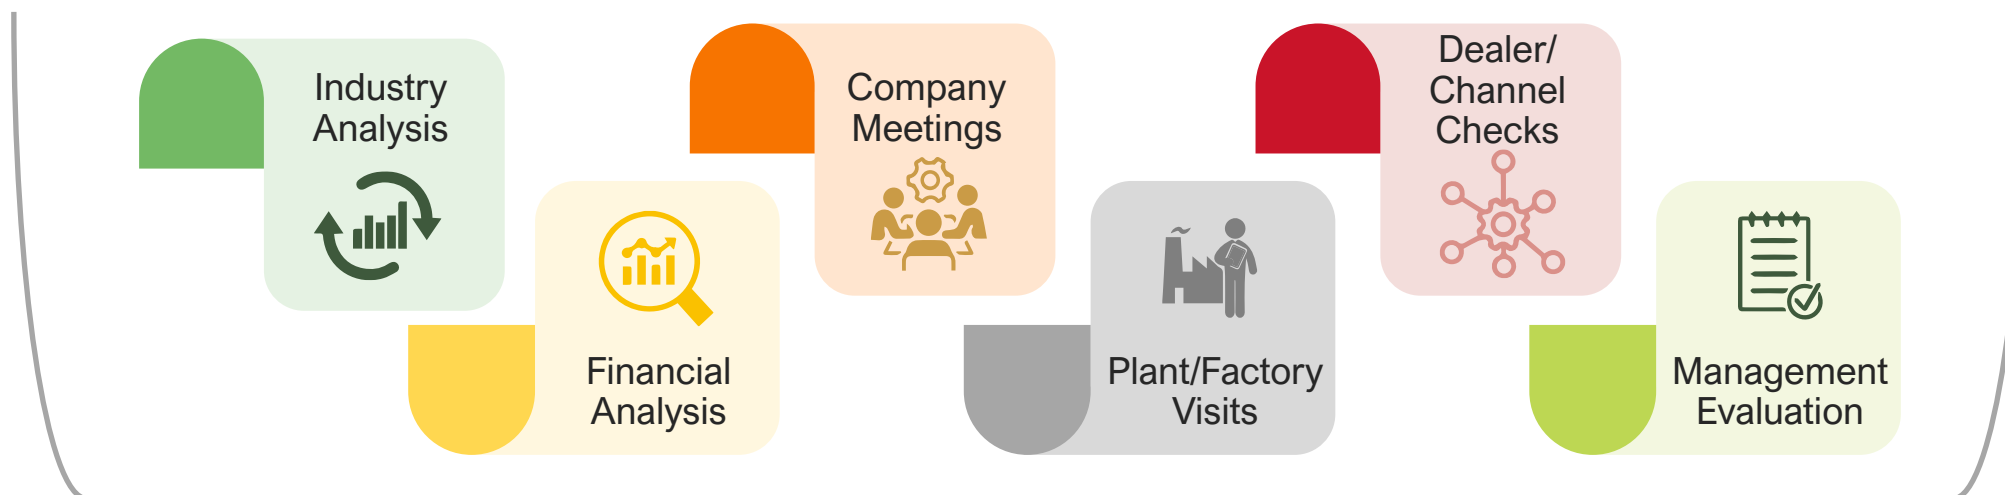 Industry
Analysis
Financial
Analysis
Company
Meetings
Plant/Factory
Visits
Dealer/
Channel
Checks
Management
Evaluation